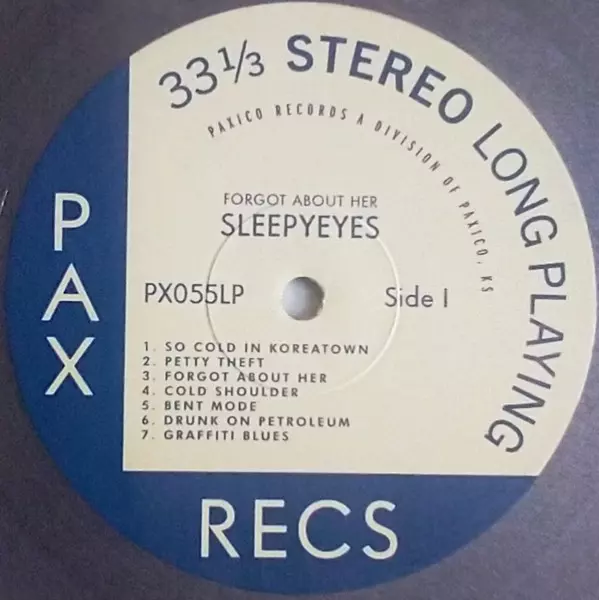 33⅓ STEREO LONG PLAYING
PAXICO RECORDS A DIVISION OF PAXICO, KS
FORGOT ABOUT HER
SLEEPYEYES
PX055LP
Side I
1. SO COLD IN KOREATOWN
2. PETTY THEFT
3. FORGOT ABOUT HER
4. COLD SHOULDER
5. BENT MODE
6. DRUNK ON PETROLEUM
7. GRAFFITI BLUES
PAX
RECS